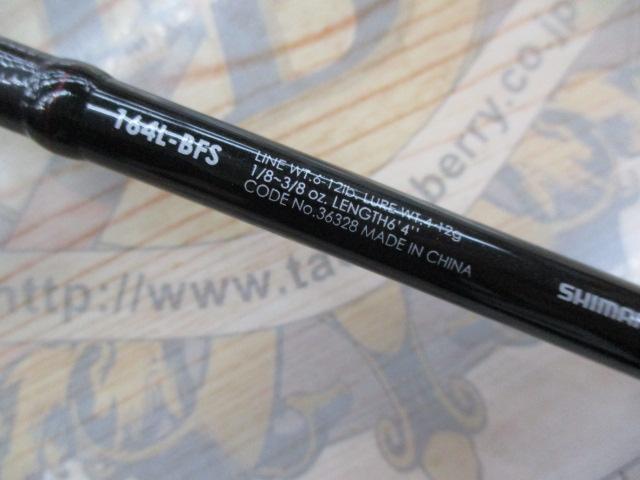 164L-BFS
LINE WT.6-12lb. LURE WT.4-12g
1/8~3/8 oz. LENGTH6'4''
CODE No.36328 MADE IN CHINA
http://www.ta
berry.co.jp